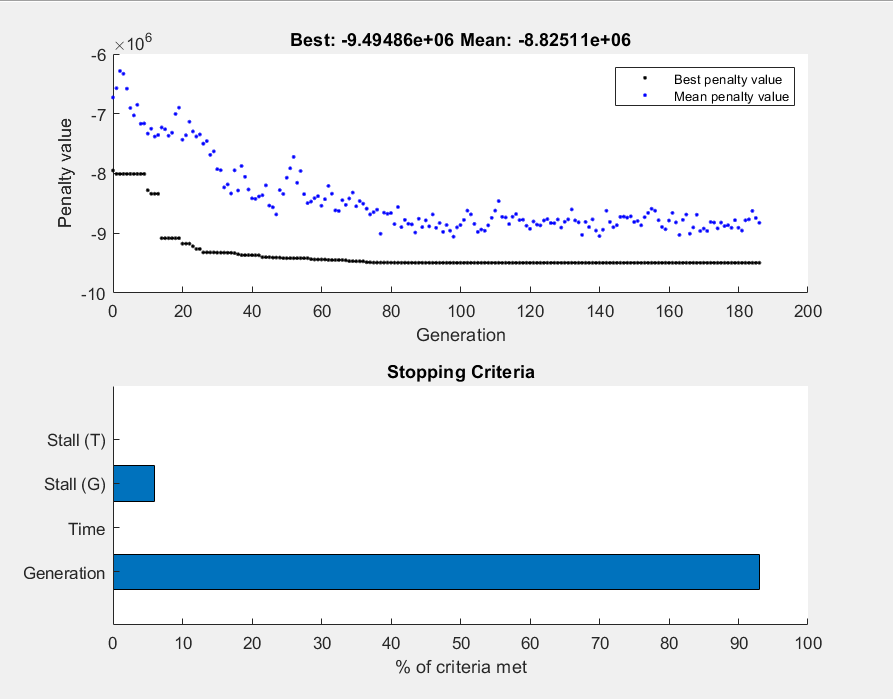 Best: -9.49486e+06 Mean: -8.82511e+06
×10^6
-6
-7
-8
-9
-10
Penalty value
Best penalty value
Mean penalty value
0 20 40 60 80 100 120 140 160 180 200
Generation
Stopping Criteria
Stall (T)
Stall (G)
Time
Generation
0 10 20 30 40 50 60 70 80 90 100
% of criteria met